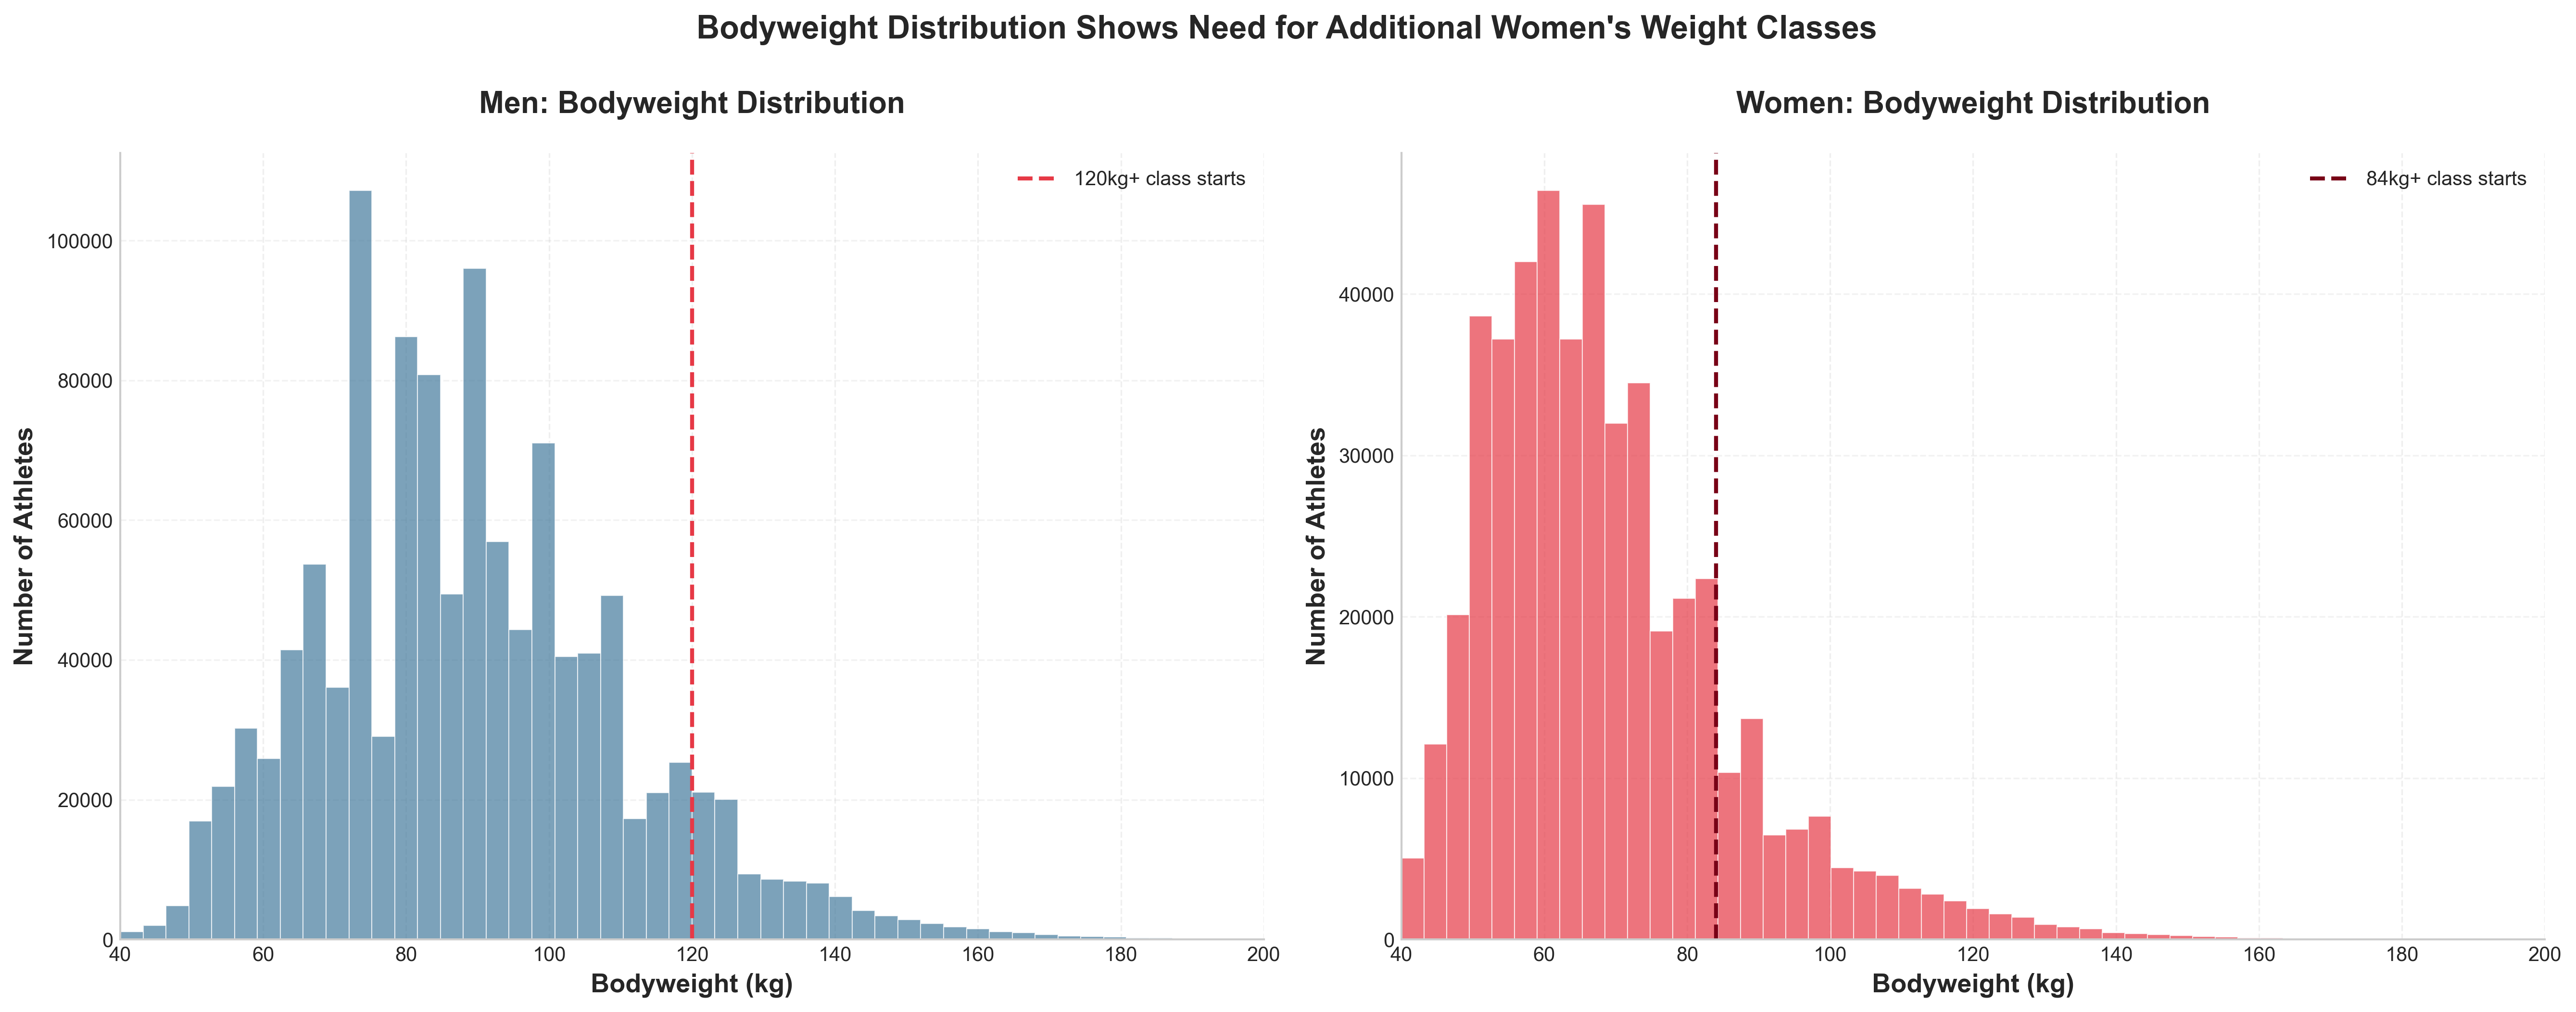 Bodyweight Distribution Shows Need for Additional Women's Weight Classes
Men: Bodyweight Distribution
120kg+ class starts
Number of Athletes
100000
80000
60000
40000
20000
0
40 60 80 100 120 140 160 180 200
Bodyweight (kg)
Women: Bodyweight Distribution
84kg+ class starts
Number of Athletes
40000
30000
20000
10000
0
40 60 80 100 120 140 160 180 200
Bodyweight (kg)